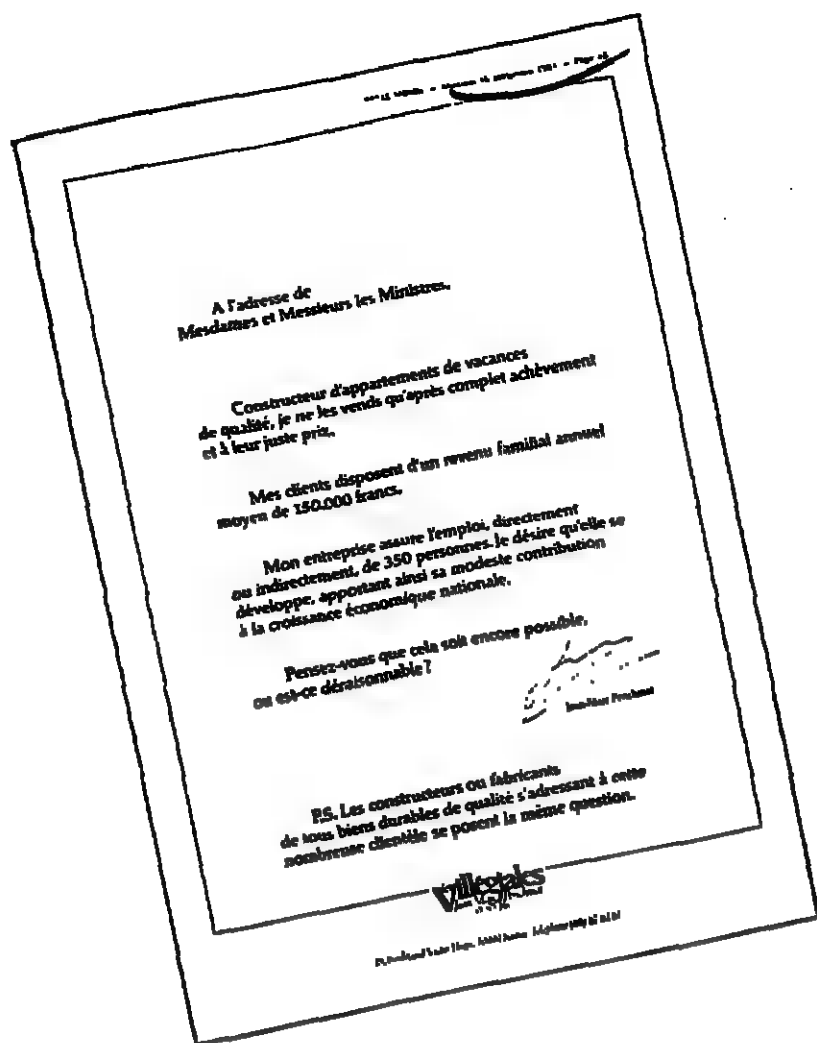 A l'adresse de
Mesdames et Messieurs les Ministres.
Constructeur d'appartements de vacances
de qualité, je ne les vends qu'après complet achèvement
et à leur juste prix.
Mes clients disposent d'un revenu familial annuel
moyen de 150.000 francs.
Mon entreprise assure l'emploi, directement
ou indirectement, de 350 personnes. Je désire qu'elle se
développe, apportant ainsi sa modeste contribution
à la croissance économique nationale.
Pensez-vous que cela soit encore possible,
ou est-ce déraisonnable ?
P.S. Les constructeurs ou fabricants
de tous biens durables de qualité s'adressant à cette
nombreuse clientèle se posent la même question.